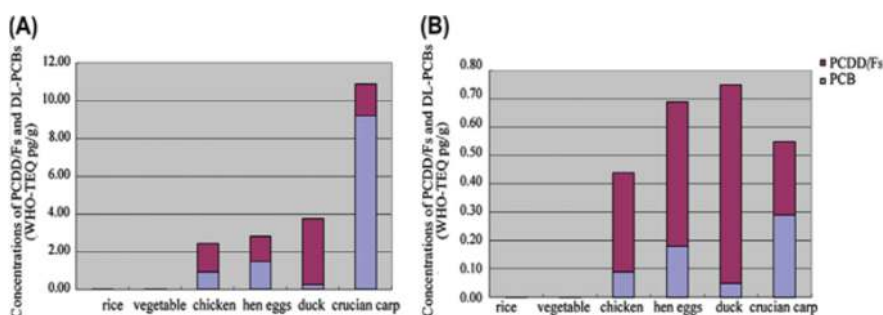 (A)
Concentrations of PCDD/Fs and DL-PCBs
(WHO-TEQ pg/g)
12.00
10.00
8.00
6.00
4.00
2.00
0.00
rice vegetable chicken hen eggs duck crucian carp
(B)
Concentrations of PCDD/Fs and DL-PCBs
(WHO-TEQ pg/g)
0.80
0.70
0.60
0.50
0.40
0.30
0.20
0.10
0.00
rice vegetable chicken hen eggs duck crucian carp
PCDD/Fs
PCB